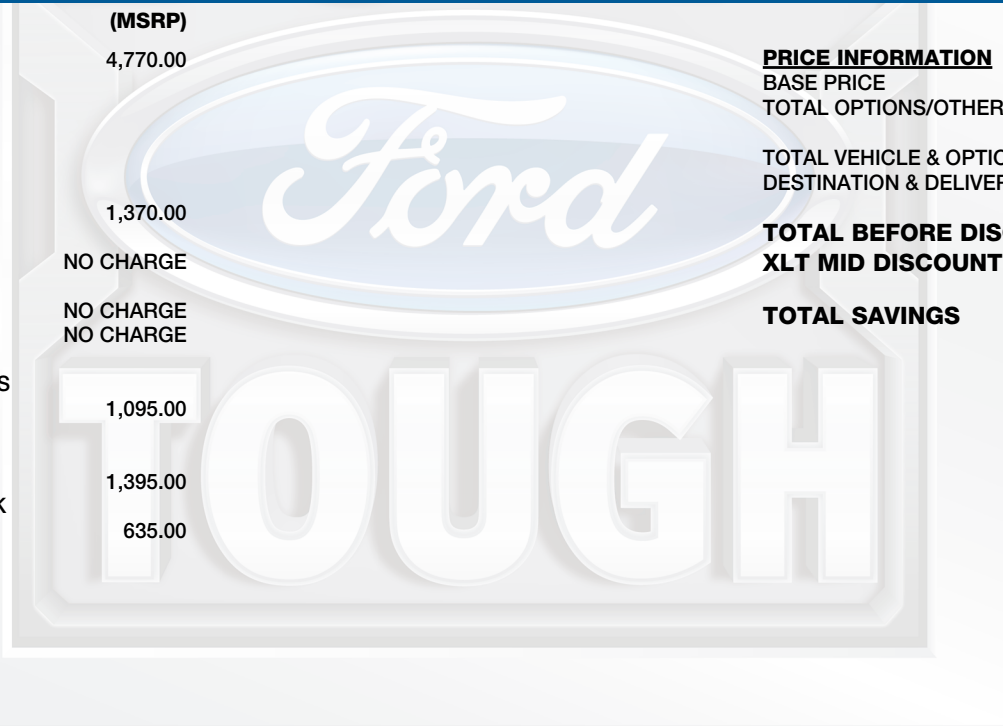 (MSRP)
4,770.00
1,370.00
NO CHARGE
NO CHARGE
NO CHARGE
S
1,095.00
1,395.00
K
635.00
PRICE INFORMATION
BASE PRICE
TOTAL OPTIONS/OTHER
TOTAL VEHICLE & OPTIO
DESTINATION & DELIVER
TOTAL BEFORE DISC
XLT MID DISCOUNT
TOTAL SAVINGS
Ford
TOUGH